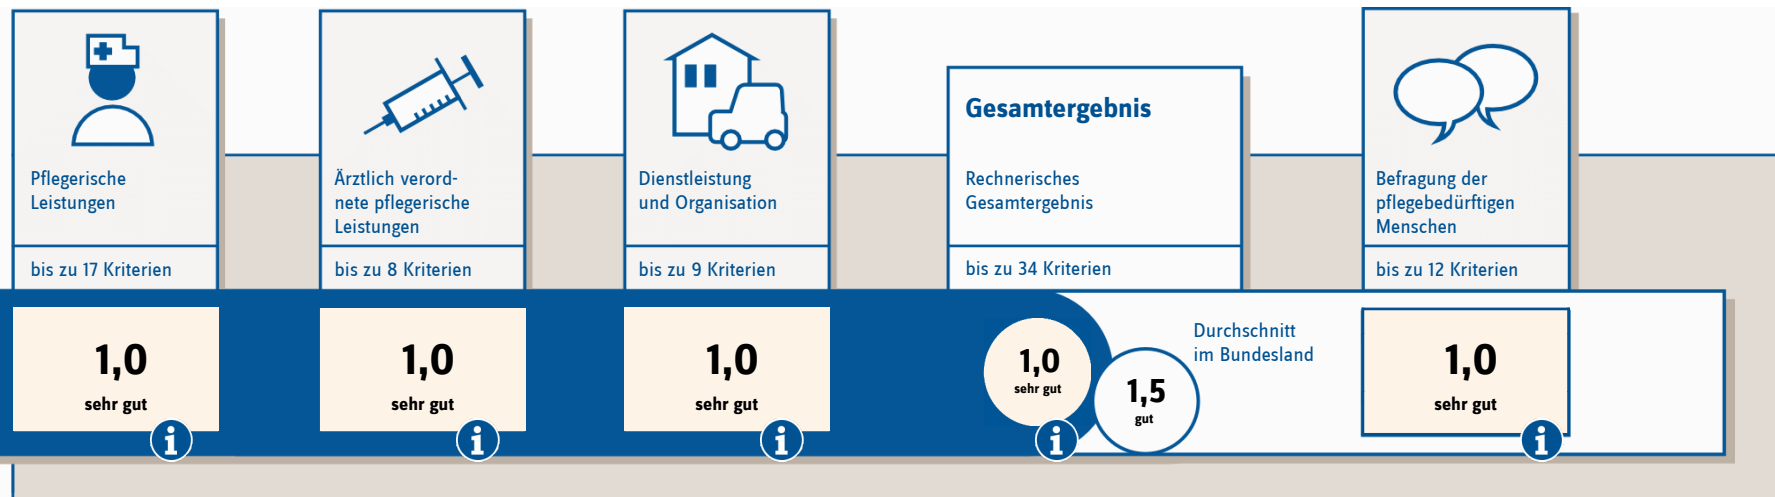 Pflegerische
Leistungen
bis zu 17 Kriterien
1,0
sehr gut
i
Ärztlich verord-
nete pflegerische
Leistungen
bis zu 8 Kriterien
1,0
sehr gut
i
Dienstleistung
und Organisation
bis zu 9 Kriterien
1,0
sehr gut
i
Gesamtergebnis
Rechnerisches
Gesamtergebnis
bis zu 34 Kriterien
1,0
sehr gut
i
1,5
gut
Durchschnitt
im Bundesland
Befragung der
pflegebedürftigen
Menschen
bis zu 12 Kriterien
1,0
sehr gut
i